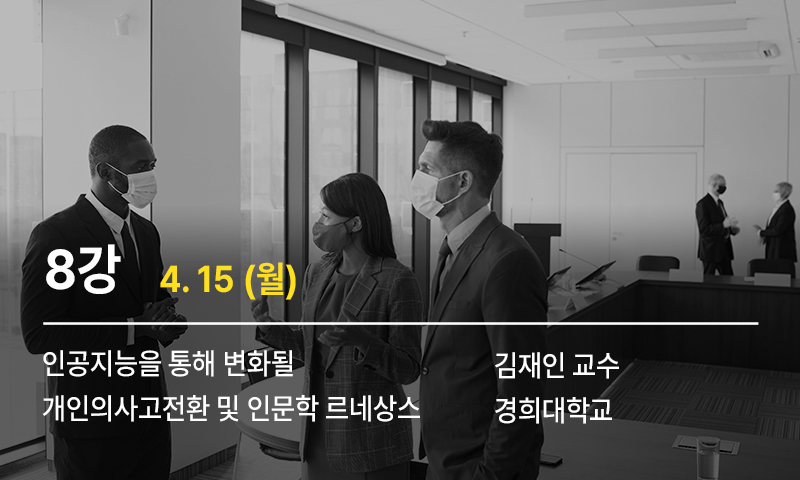 8강 4. 15 (월)
인공지능을 통해 변화될
개인의사고전환 및 인문학 르네상스
김재인 교수
경희대학교